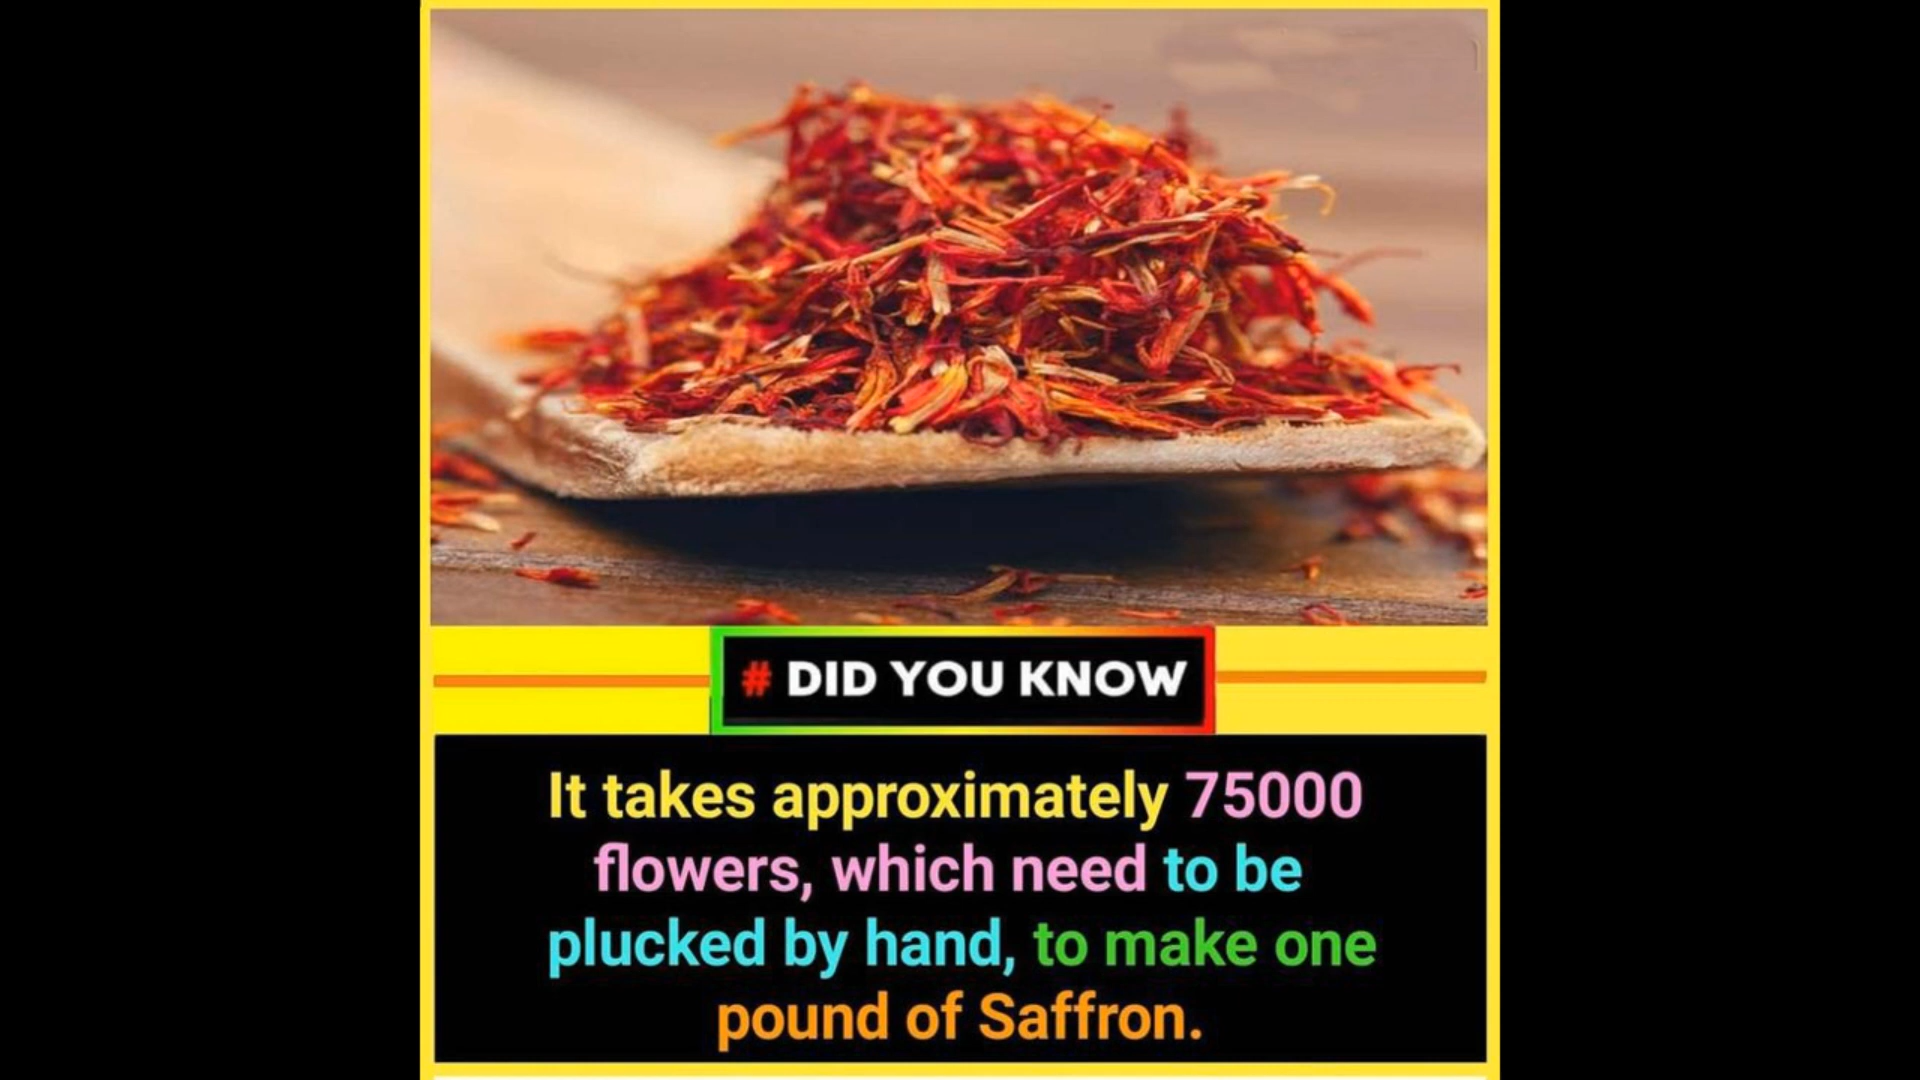 # DID YOU KNOW
It takes approximately 75000
flowers, which need to be
plucked by hand, to make one
pound of Saffron.